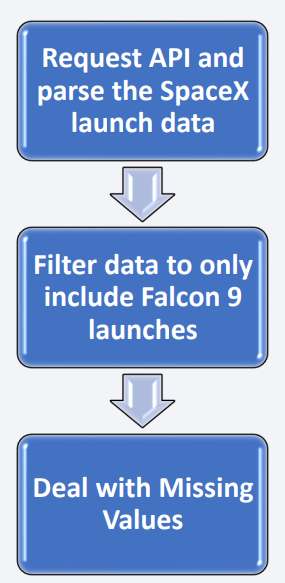 Request API and
parse the SpaceX
launch data
Filter data to only
include Falcon 9
launches
Deal with Missing
Values